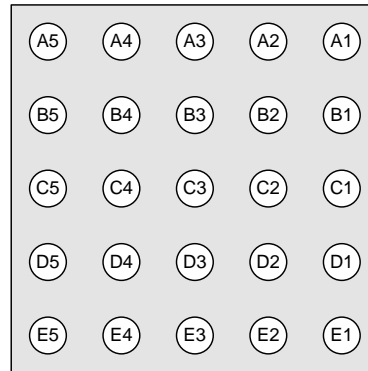 A5 A4 A3 A2 A1
B5 B4 B3 B2 B1
C5 C4 C3 C2 C1
D5 D4 D3 D2 D1
E5 E4 E3 E2 E1